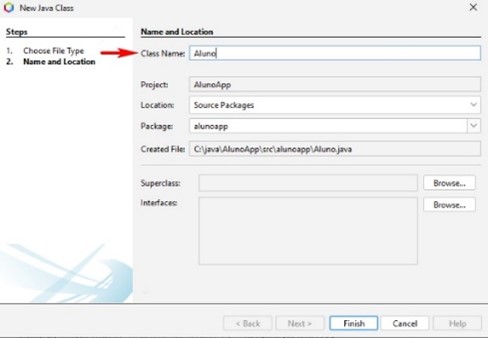 New Java Class
Steps
1. Choose File Type
2. Name and Location
Name and Location
Class Name: Aluno
Project: AlunoApp
Location: Source Packages
Package: alunoapp
Created File: C:\java\AlunoApp\src\alunoapp\Aluno.java
Superclass: Browse...
Interfaces: Browse...
< Back Next > Finish Cancel Help